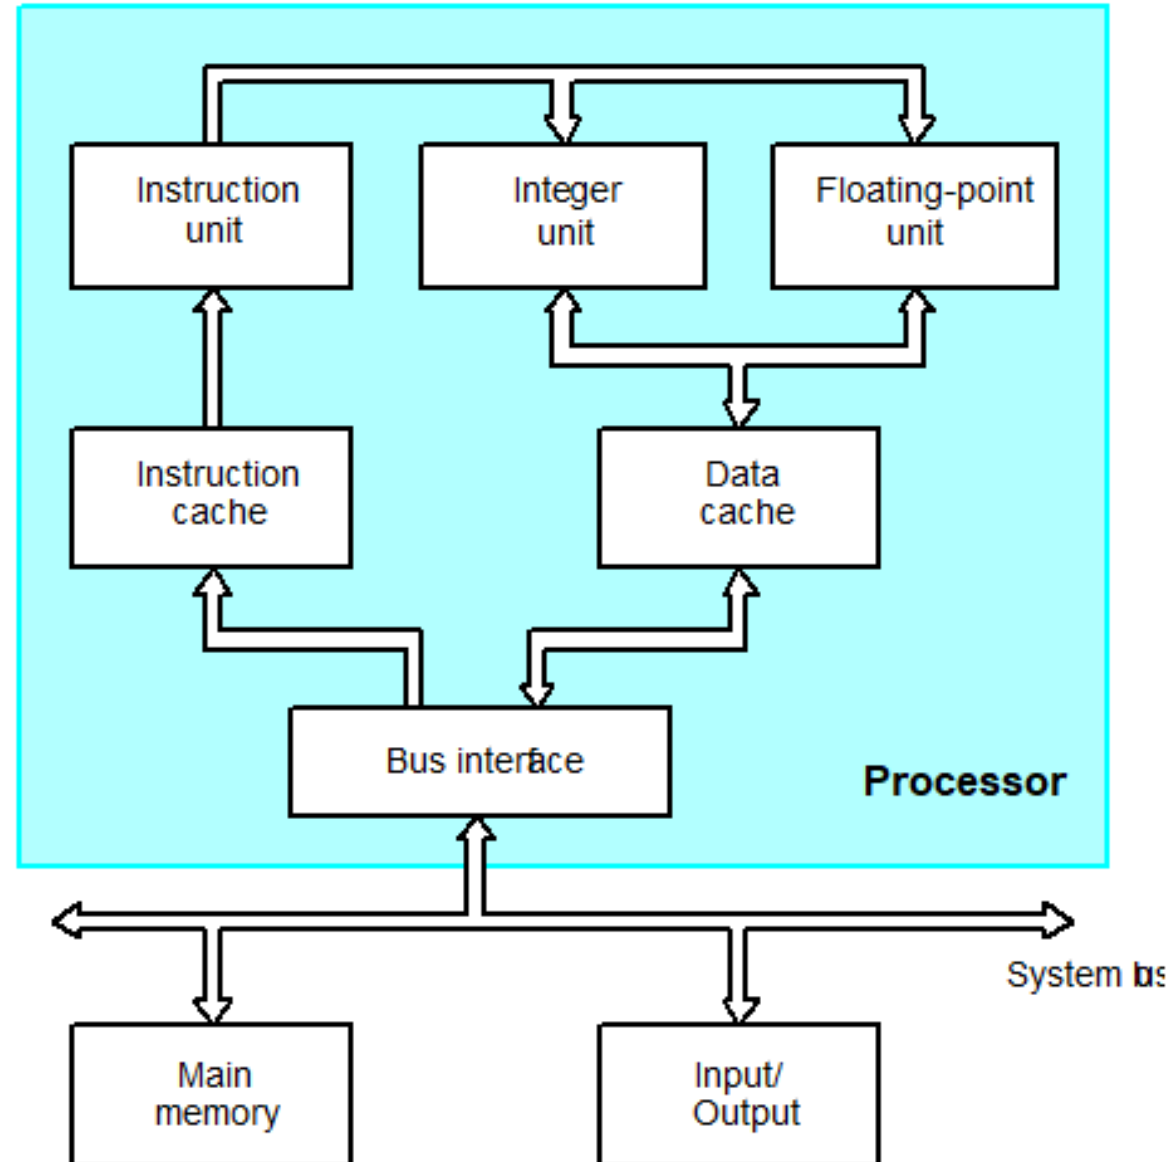 Instruction
unit
Integer
unit
Floating-point
unit
Instruction
cache
Data
cache
Bus interface
Processor
System
Main
memory
Input/
Output